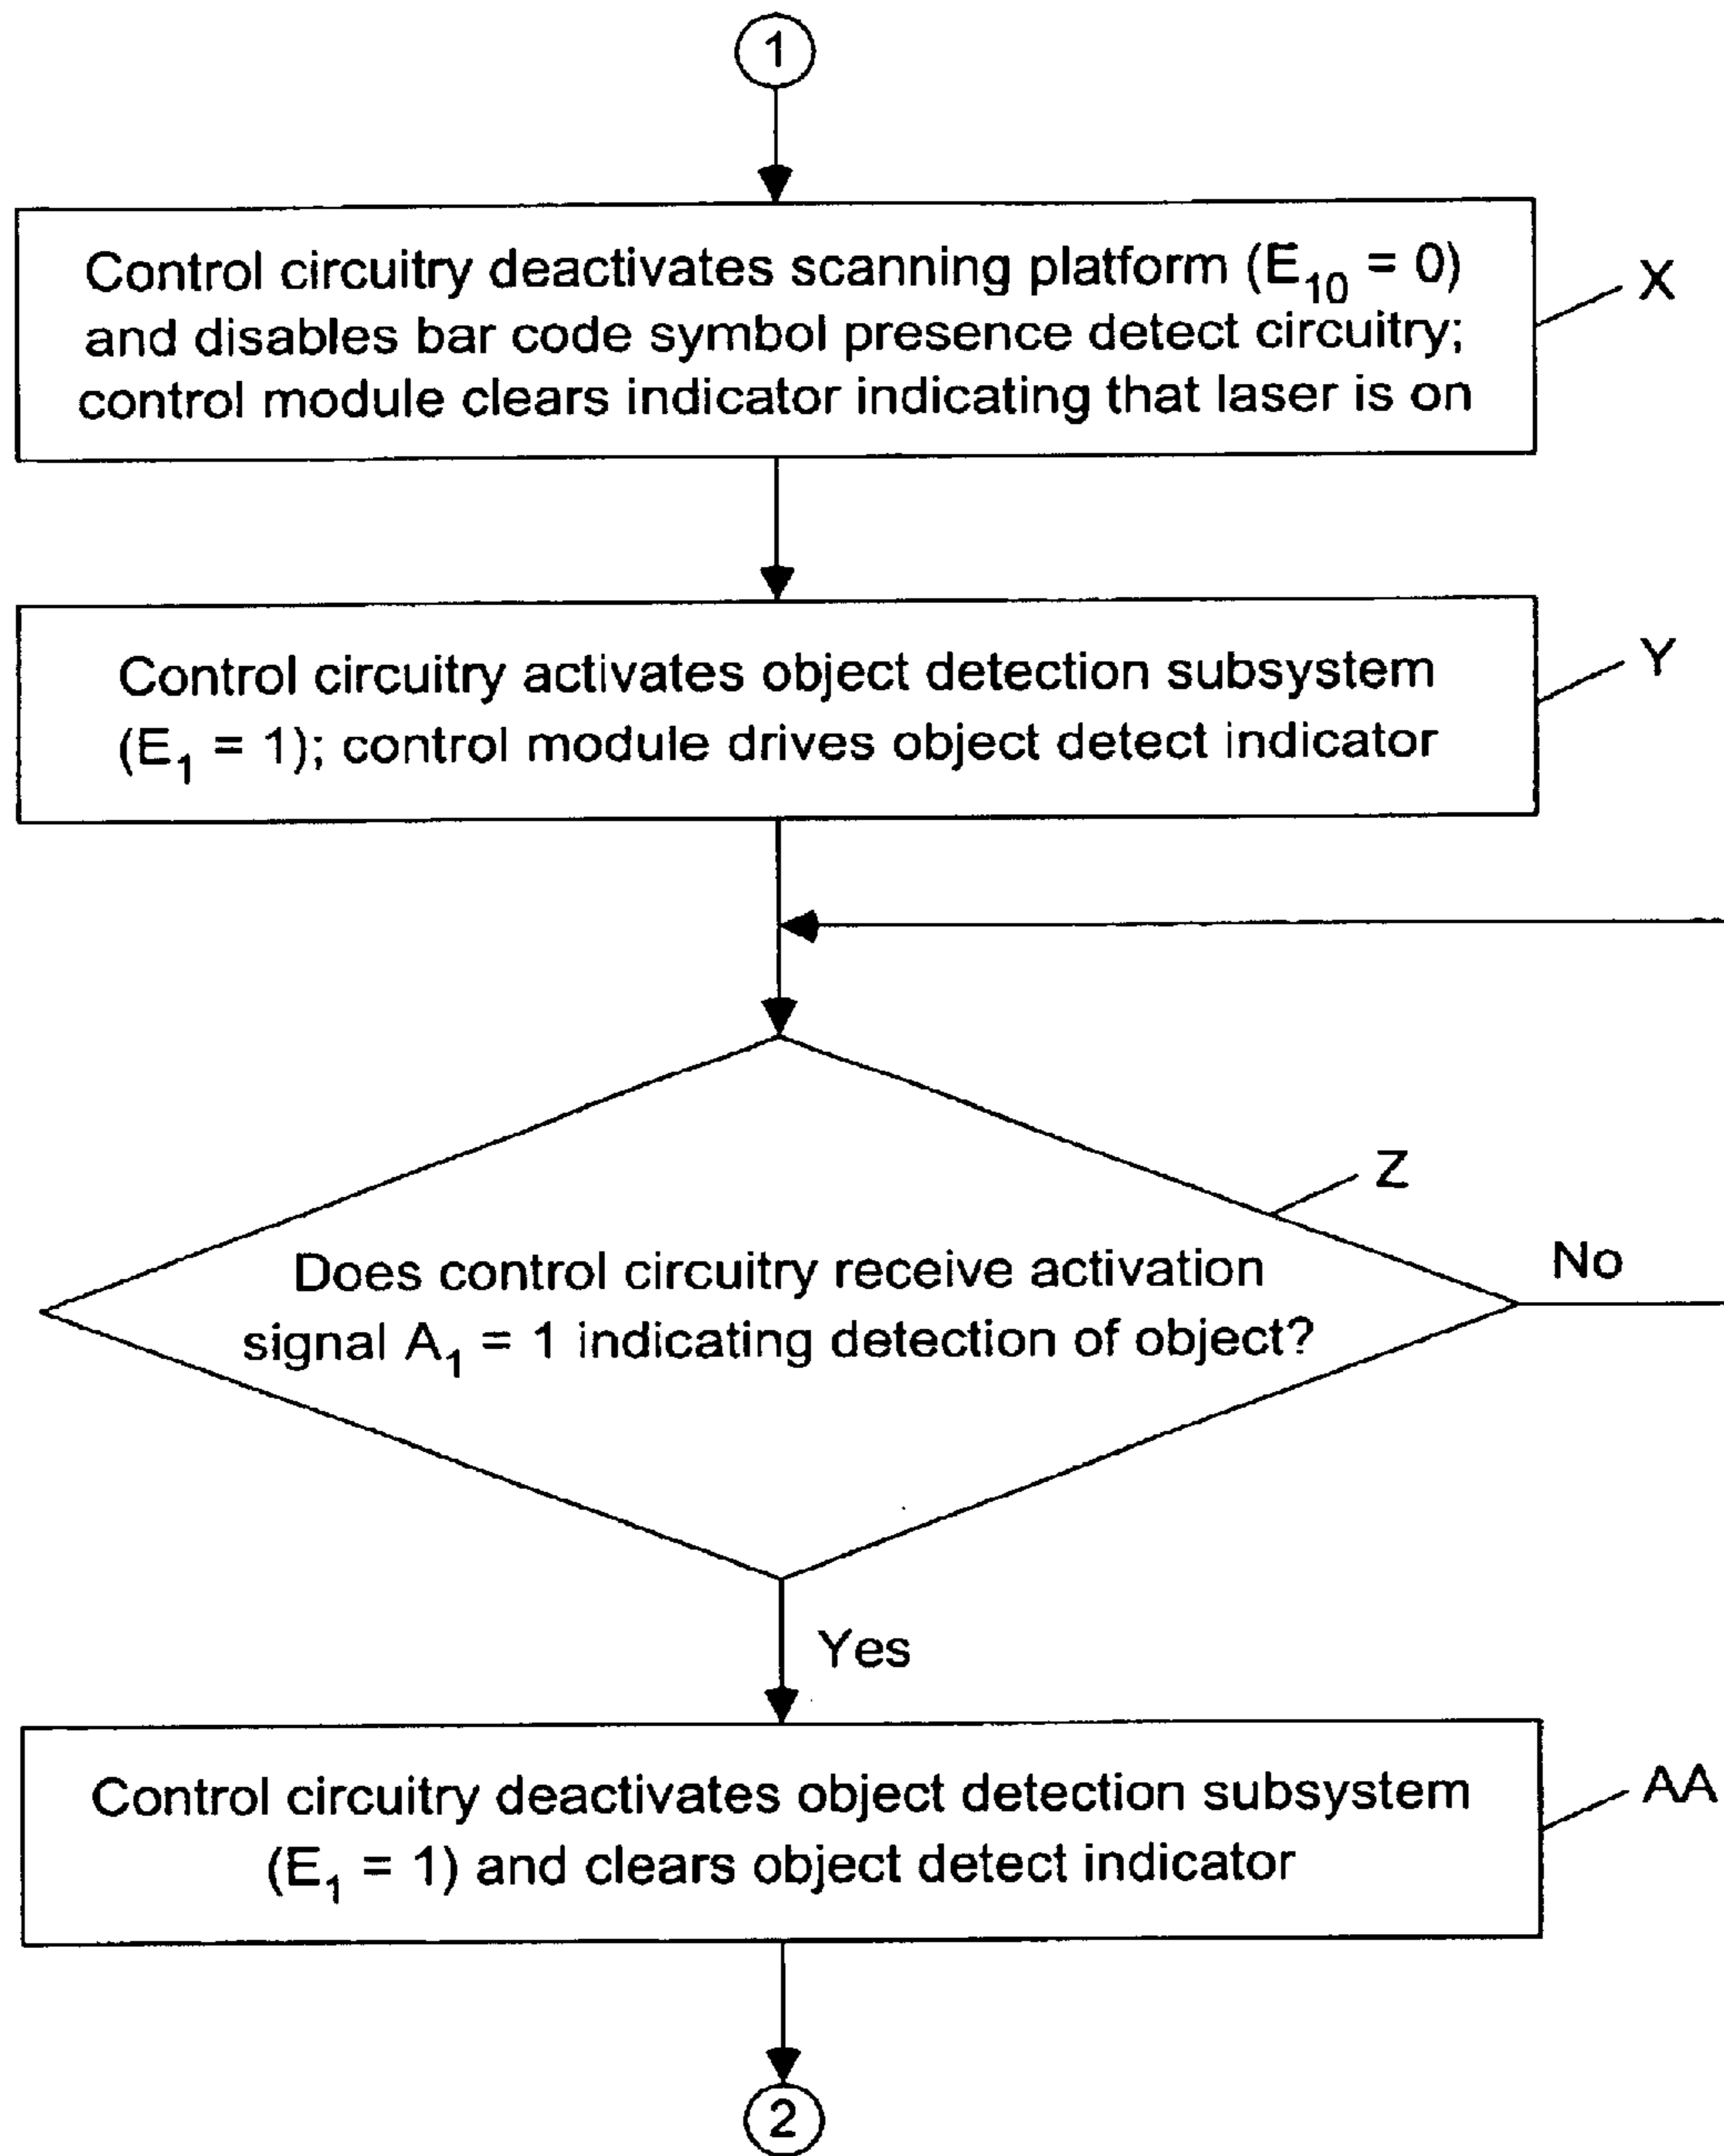 1
Control circuitry deactivates scanning platform (E₁₀ = 0)
and disables bar code symbol presence detect circuitry;
control module clears indicator indicating that laser is on
X
Control circuitry activates object detection subsystem
(E₁ = 1); control module drives object detect indicator
Y
Z
Does control circuitry receive activation
signal A₁ = 1 indicating detection of object?
No
Yes
Control circuitry deactivates object detection subsystem
(E₁ = 1) and clears object detect indicator
AA
2